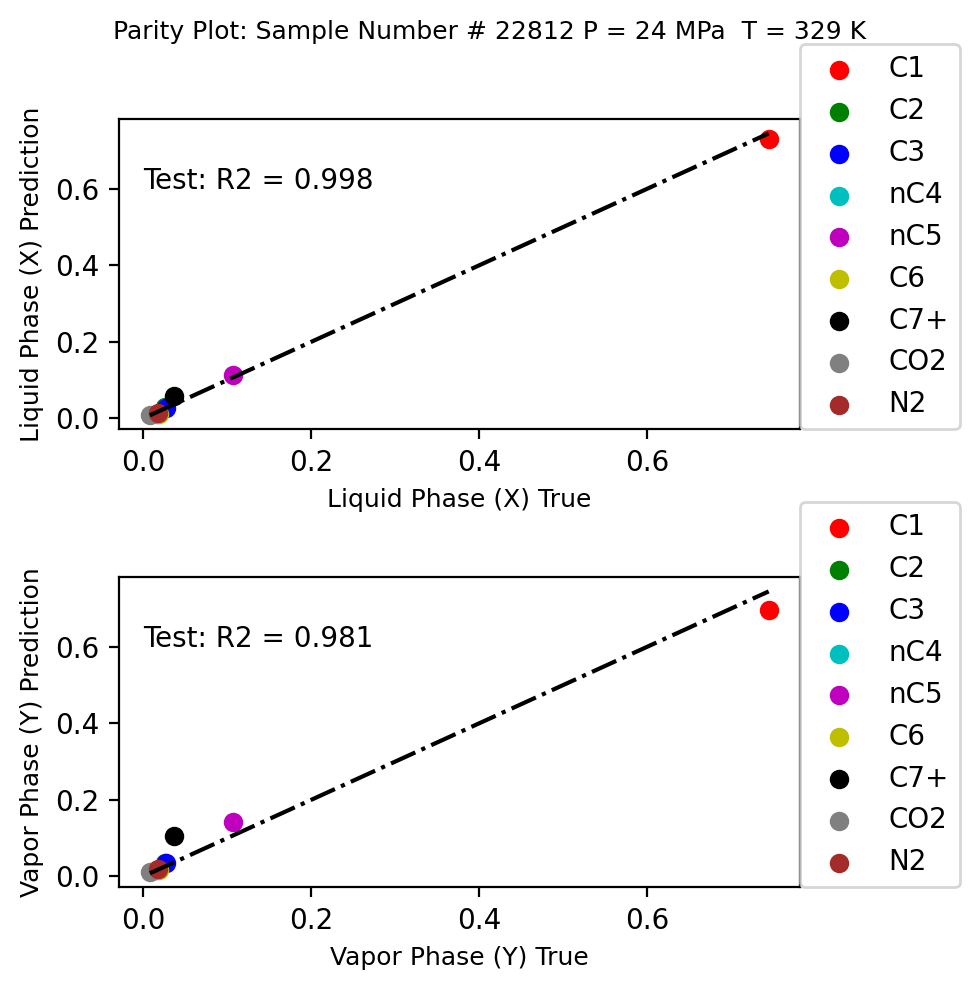 Parity Plot: Sample Number # 22812 P = 24 MPa  T = 329 K
C1
C2
C3
nC4
nC5
C6
C7+
CO2
N2
Test: R2 = 0.998
Liquid Phase (X) Prediction
0.6
0.4
0.2
0.0
0.0 0.2 0.4 0.6
Liquid Phase (X) True
C1
C2
C3
nC4
nC5
C6
C7+
CO2
N2
Test: R2 = 0.981
Vapor Phase (Y) Prediction
0.6
0.4
0.2
0.0
0.0 0.2 0.4 0.6
Vapor Phase (Y) True